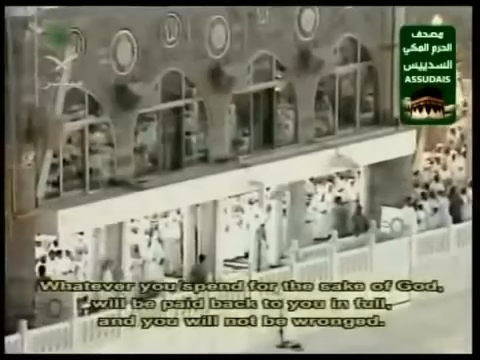 مصحف
الحرم المكي
السديس
ASSUDAIS
Whatever you spend for the sake of God,
will be paid back to you in full,
and you will not be wronged.